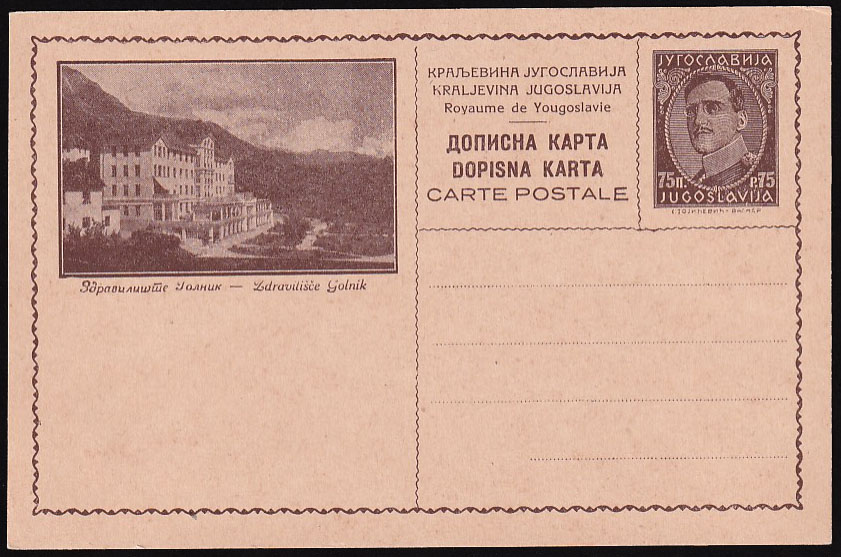 Здравилиште Голник — Zdravilišče Golnik
КРАЉЕВИНА ЈУГОСЛАВИЈА
KRALJEVINA JUGOSLAVIJA
Royaume de Yougoslavie
ДОПИСНА КАРТА
DOPISNA KARTA
CARTE POSTALE
ЈУГОСЛАВИЈА
75П. P.75
JUGOSLAVIJA